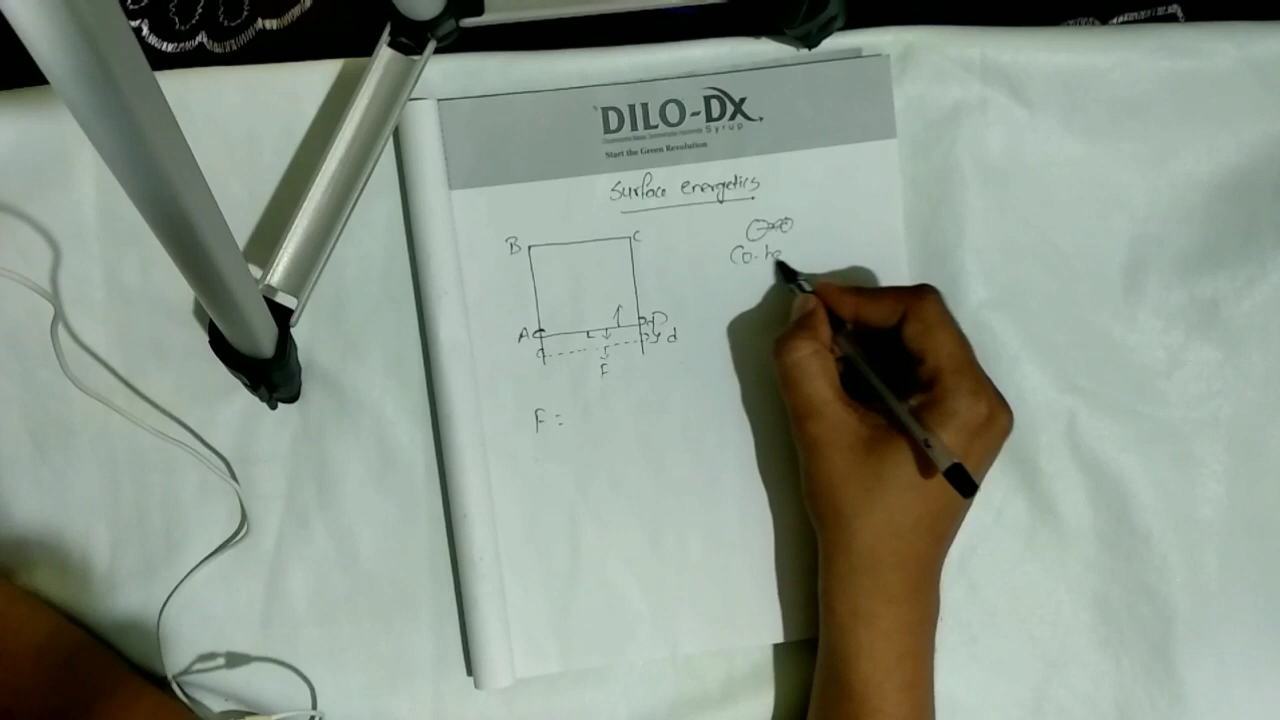 DILO-DX
Syrup
Start the Green Revolution
Surface energetics
B C
Co-he
A L D
d
F
F =